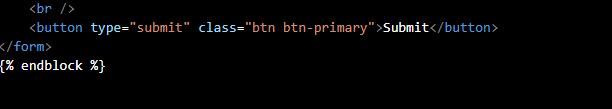 <br />
<button type="submit" class="btn btn-primary">Submit</button>
</form>
{% endblock %}